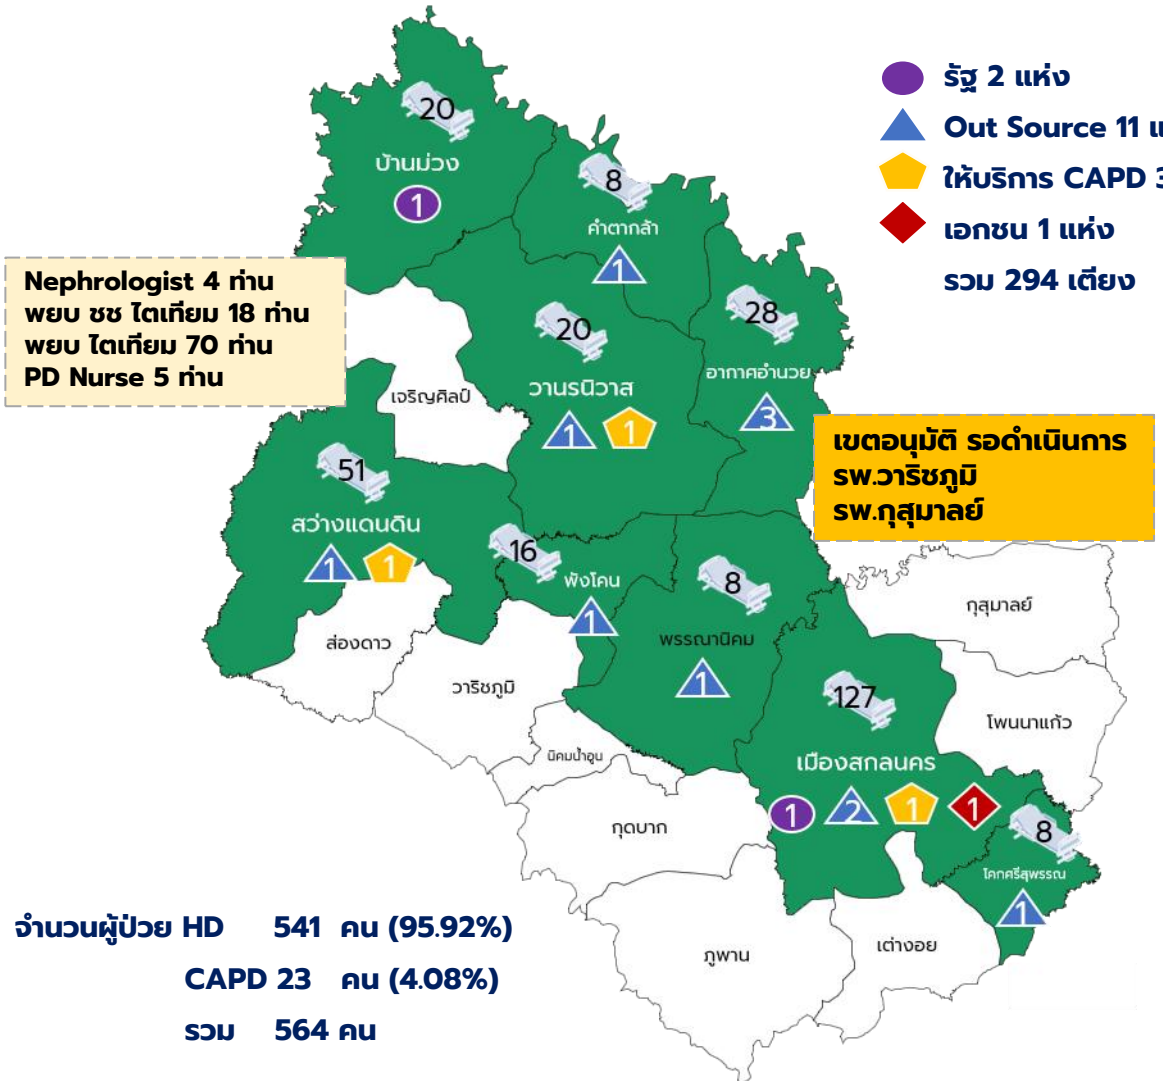 รัฐ 2 แห่ง
Out Source 11 แ
ให้บริการ CAPD 3
เอกชน 1 แห่ง
รวม 294 เตียง
20
บ้านม่วง
1
8
คำตากล้า
1
Nephrologist 4 ท่าน
พยบ ชช ไตเทียม 18 ท่าน
พยบ ไตเทียม 70 ท่าน
PD Nurse 5 ท่าน
20
วานรนิวาส
1 1
28
อากาศอำนวย
3
เจริญศิลป์
เขตอนุมัติ รอดำเนินการ
รพ.วาริชภูมิ
รพ.กุสุมาลย์
51
สว่างแดนดิน
1 1
16
พังโคน
1
8
พรรณานิคม
1
กุสุมาลย์
ส่องดาว
วาริชภูมิ
127
เมืองสกลนคร
1 2 1 1
โพนนาแก้ว
นิคมน้ำอูน
กุดบาก
8
โคกศรีสุพรรณ
1
ภูพาน
เต่างอย
จำนวนผู้ป่วย HD 541 คน (95.92%)
CAPD 23 คน (4.08%)
รวม 564 คน